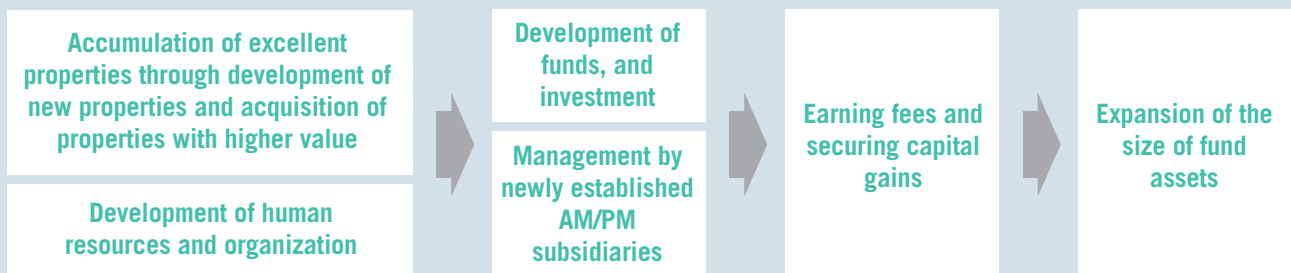 Accumulation of excellent
properties through development of
new properties and acquisition of
properties with higher value
Development of human
resources and organization
Development of
funds, and
investment
Management by
newly established
AM/PM
subsidiaries
Earning fees and
securing capital
gains
Expansion of the
size of fund
assets